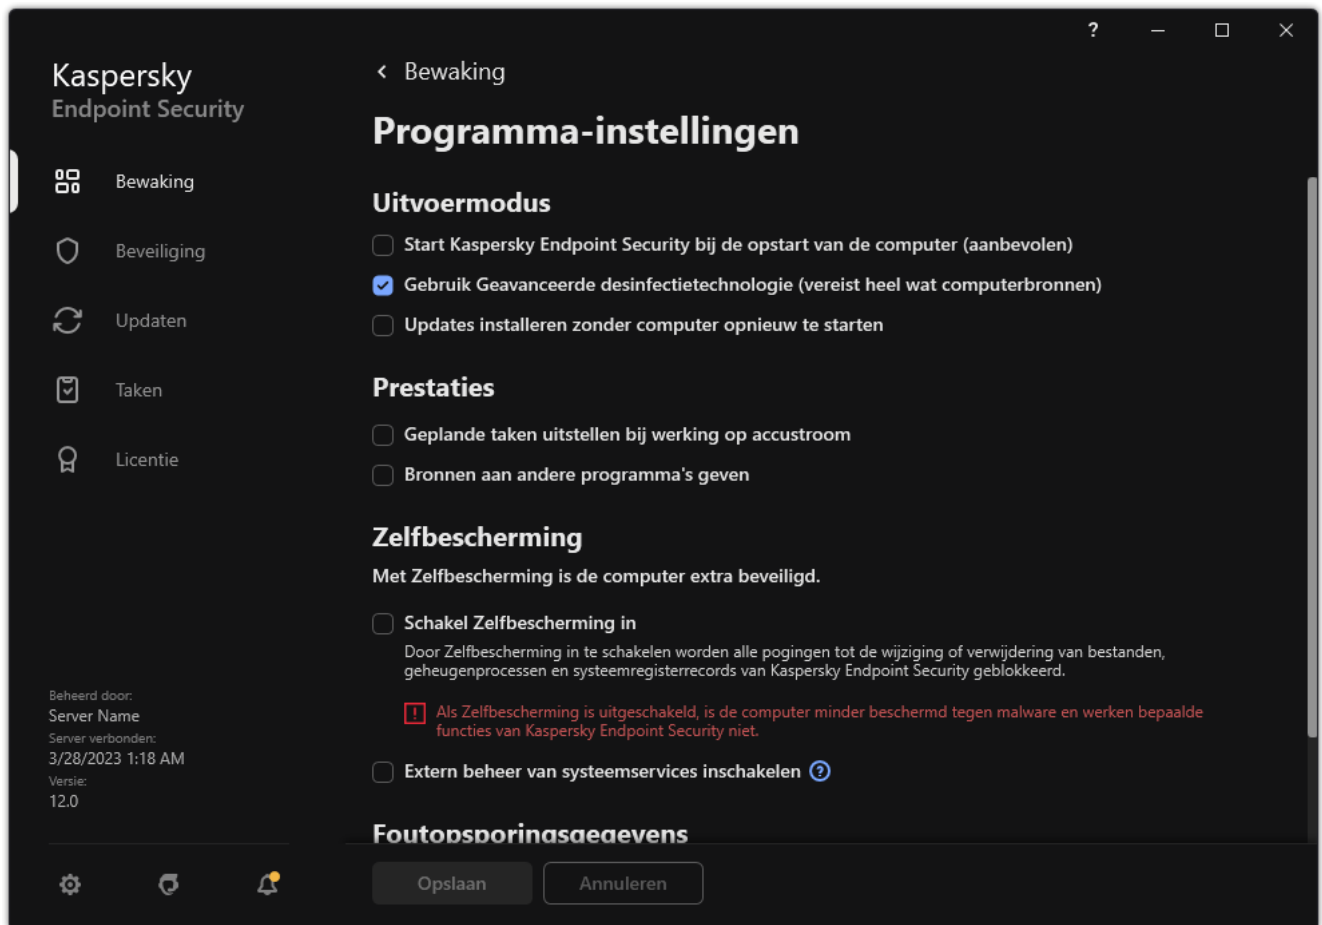 ?
Kaspersky
Endpoint Security
Bewaking
Beveiliging
Updaten
Taken
Licentie
Beheerd door:
Server Name
Server verbonden:
3/28/2023 1:18 AM
Versie:
12.0
Bewaking
Programma-instellingen
Uitvoermodus
Start Kaspersky Endpoint Security bij de opstart van de computer (aanbevolen)
Gebruik Geavanceerde desinfectietechnologie (vereist heel wat computerbronnen)
Updates installeren zonder computer opnieuw te starten
Prestaties
Geplande taken uitstellen bij werking op accustroom
Bronnen aan andere programma's geven
Zelfbescherming
Met Zelfbescherming is de computer extra beveiligd.
Schakel Zelfbescherming in
Door Zelfbescherming in te schakelen worden alle pogingen tot de wijziging of verwijdering van bestanden,
geheugenprocessen en systeemregisterrecords van Kaspersky Endpoint Security geblokkeerd.
Als Zelfbescherming is uitgeschakeld, is de computer minder beschermd tegen malware en werken bepaalde
functies van Kaspersky Endpoint Security niet.
Extern beheer van systeemservices inschakelen ?
Foutopsporingsgegevens
Opslaan
Annuleren